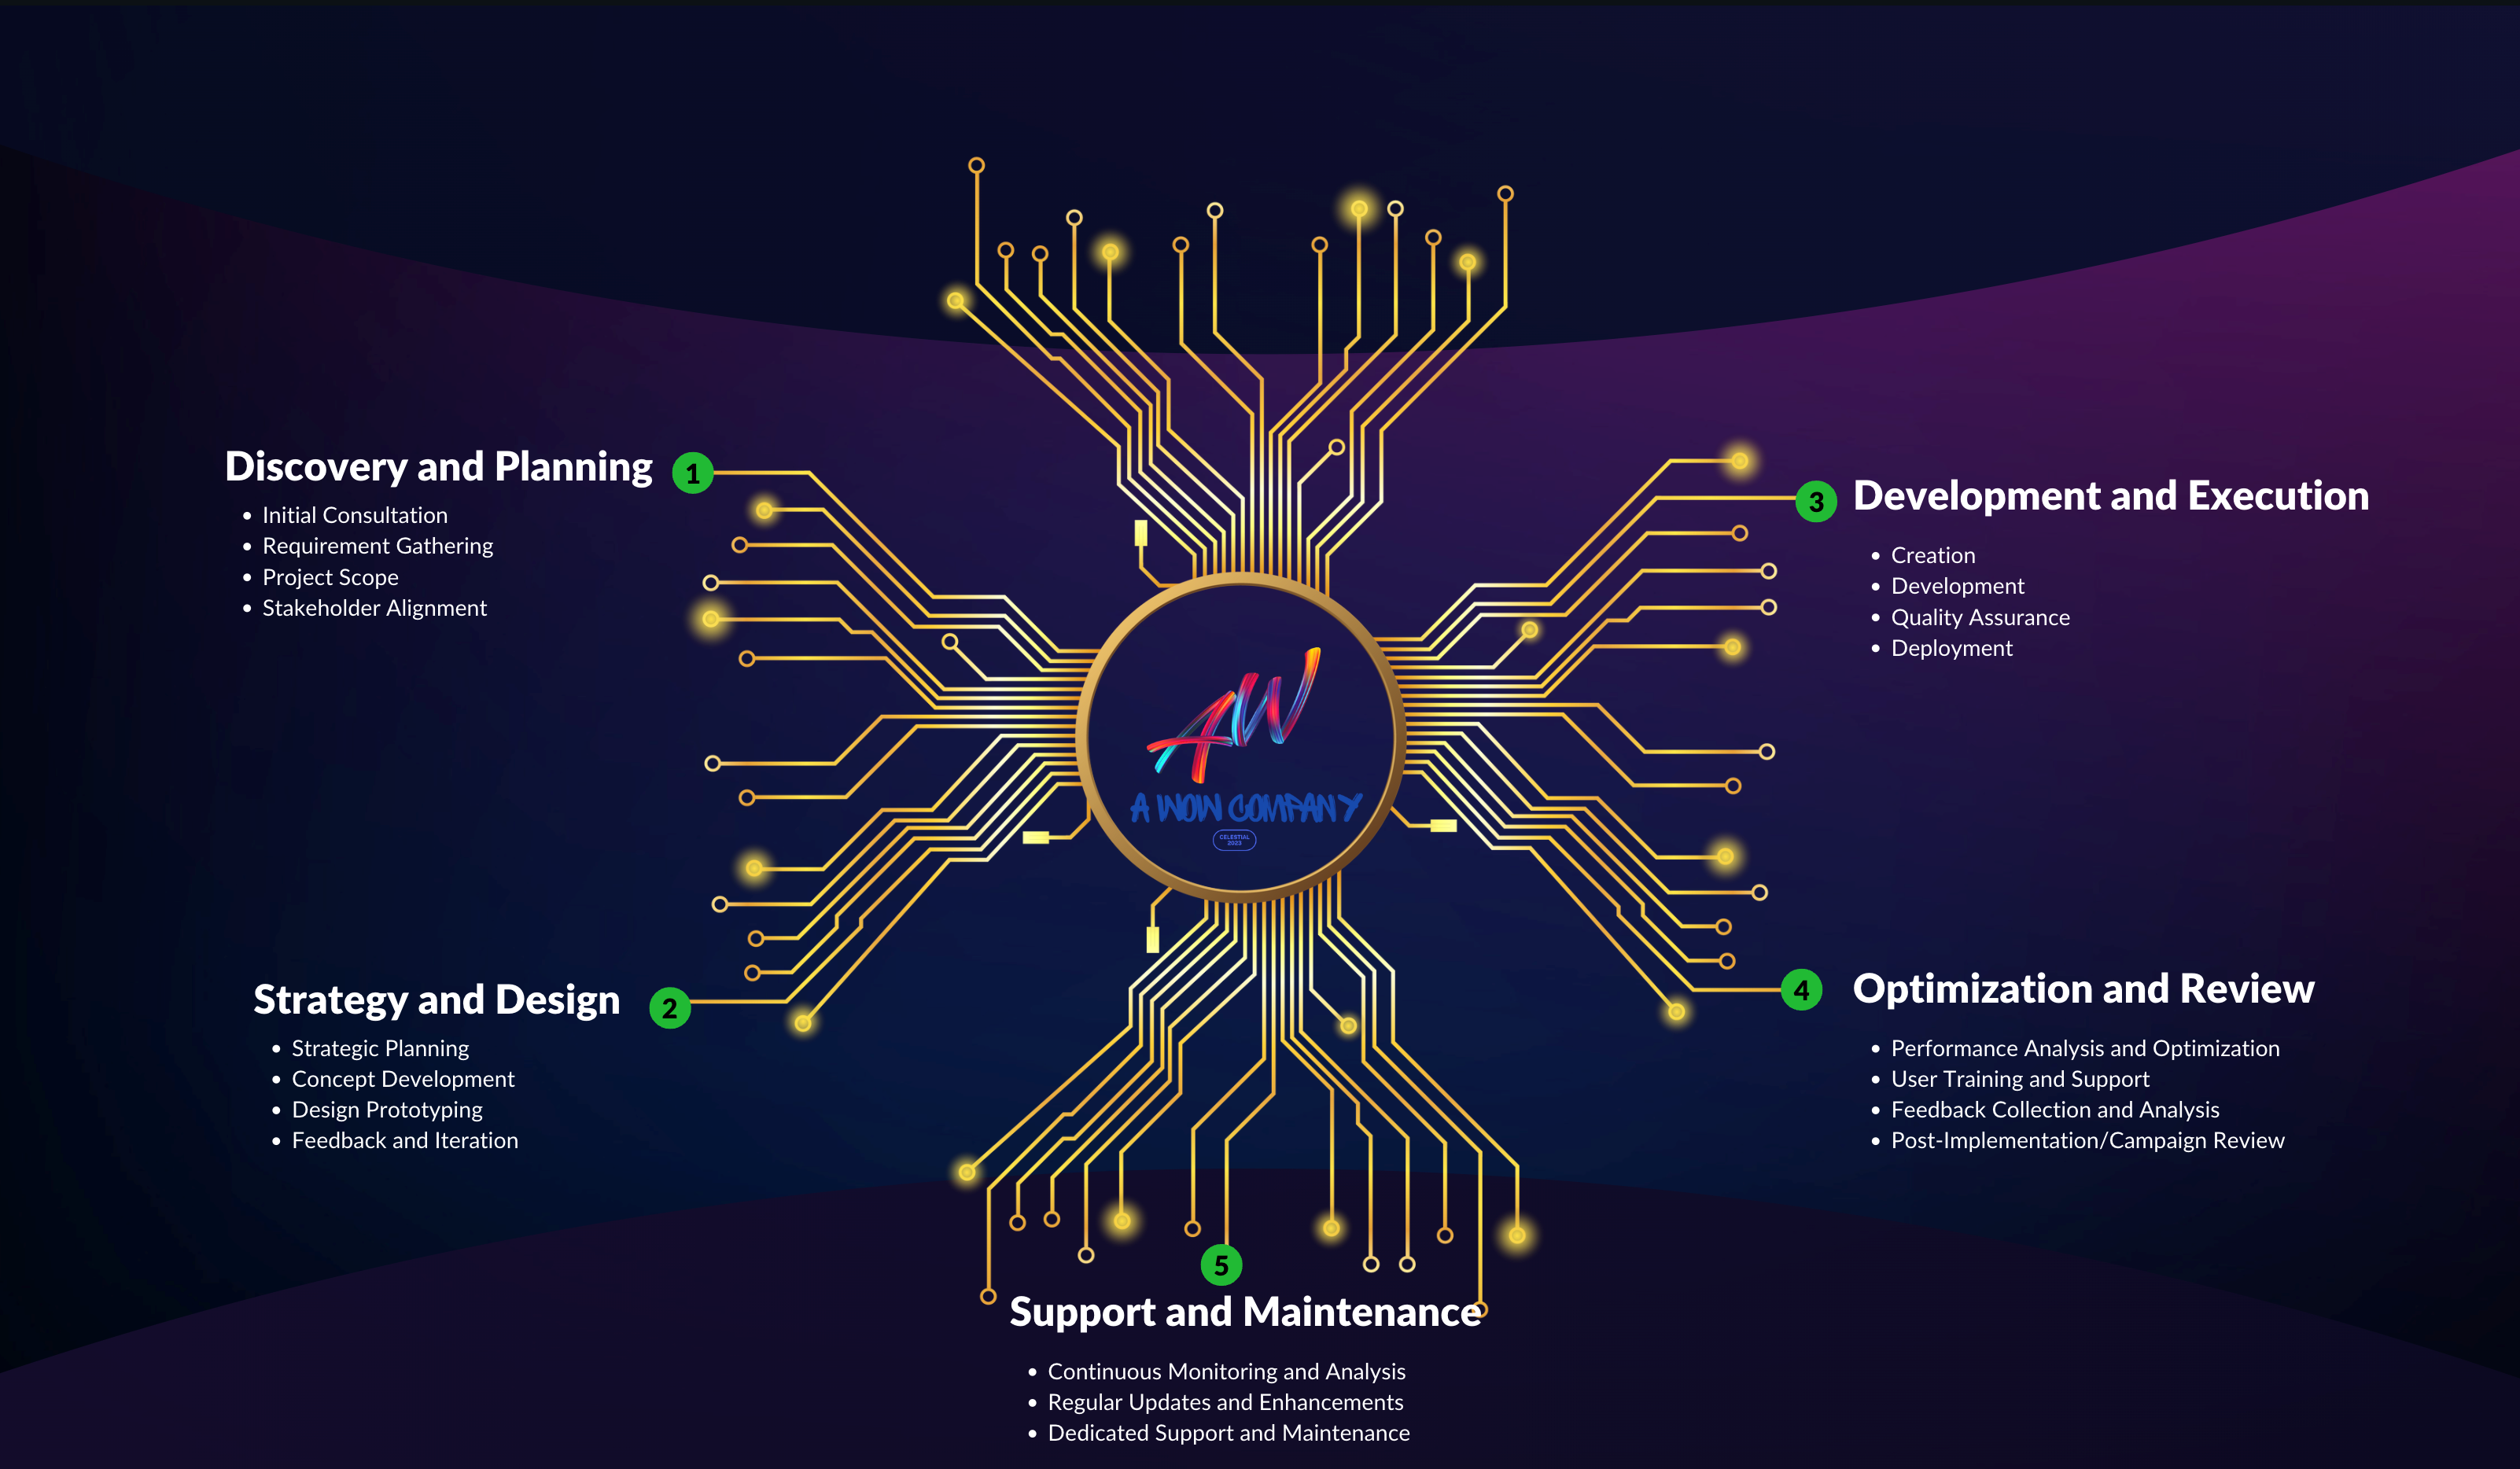 Discovery and Planning
1
Initial Consultation
Requirement Gathering
Project Scope
Stakeholder Alignment
Strategy and Design
2
Strategic Planning
Concept Development
Design Prototyping
Feedback and Iteration
3
Development and Execution
Creation
Development
Quality Assurance
Deployment
4
Optimization and Review
Performance Analysis and Optimization
User Training and Support
Feedback Collection and Analysis
Post-Implementation/Campaign Review
AW
A WOW COMPANY
CELESTIAL
2023
5
Support and Maintenance
Continuous Monitoring and Analysis
Regular Updates and Enhancements
Dedicated Support and Maintenance